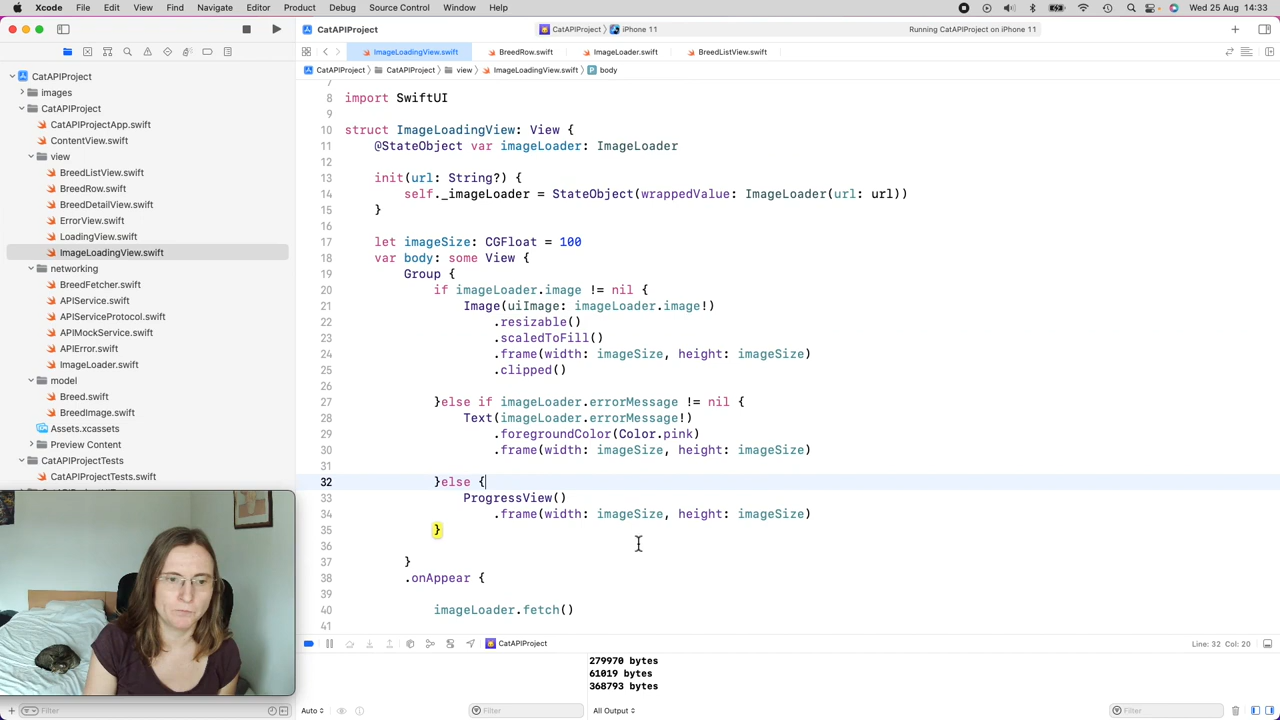 Xcode File Edit View Find Navigate Editor Product Debug Source Control Window Help Wed 25 Aug 14:33
CatAPIProject CatAPIProject iPhone 11 Running CatAPIProject on iPhone 11
ImageLoadingView.swift BreedRow.swift ImageLoader.swift BreedListView.swift
CatAPIProject CatAPIProject view ImageLoadingView.swift body
CatAPIProject
images
CatAPIProject
CatAPIProjectApp.swift
ContentView.swift
view
BreedListView.swift
BreedRow.swift
BreedDetailView.swift
ErrorView.swift
LoadingView.swift
ImageLoadingView.swift
networking
BreedFetcher.swift
APIService.swift
APIServiceProtocol.swift
APIMockService.swift
APIError.swift
ImageLoader.swift
model
Breed.swift
BreedImage.swift
Assets.xcassets
Preview Content
CatAPIProjectTests
CatAPIProjectTests.swift
Filter
7
8 import SwiftUI
9
10 struct ImageLoadingView: View {
11 @StateObject var imageLoader: ImageLoader
12
13 init(url: String?) {
14 self._imageLoader = StateObject(wrappedValue: ImageLoader(url: url))
15 }
16
17 let imageSize: CGFloat = 100
18 var body: some View {
19 Group {
20 if imageLoader.image != nil {
21 Image(uiImage: imageLoader.image!)
22 .resizable()
23 .scaledToFill()
24 .frame(width: imageSize, height: imageSize)
25 .clipped()
26
27 }else if imageLoader.errorMessage != nil {
28 Text(imageLoader.errorMessage!)
29 .foregroundColor(Color.pink)
30 .frame(width: imageSize, height: imageSize)
31
32 }else {
33 ProgressView()
34 .frame(width: imageSize, height: imageSize)
35 }
36
37 }
38 .onAppear {
39
40 imageLoader.fetch()
41
CatAPIProject Line: 32 Col: 20
279970 bytes
61019 bytes
368793 bytes
Auto Filter All Output Filter